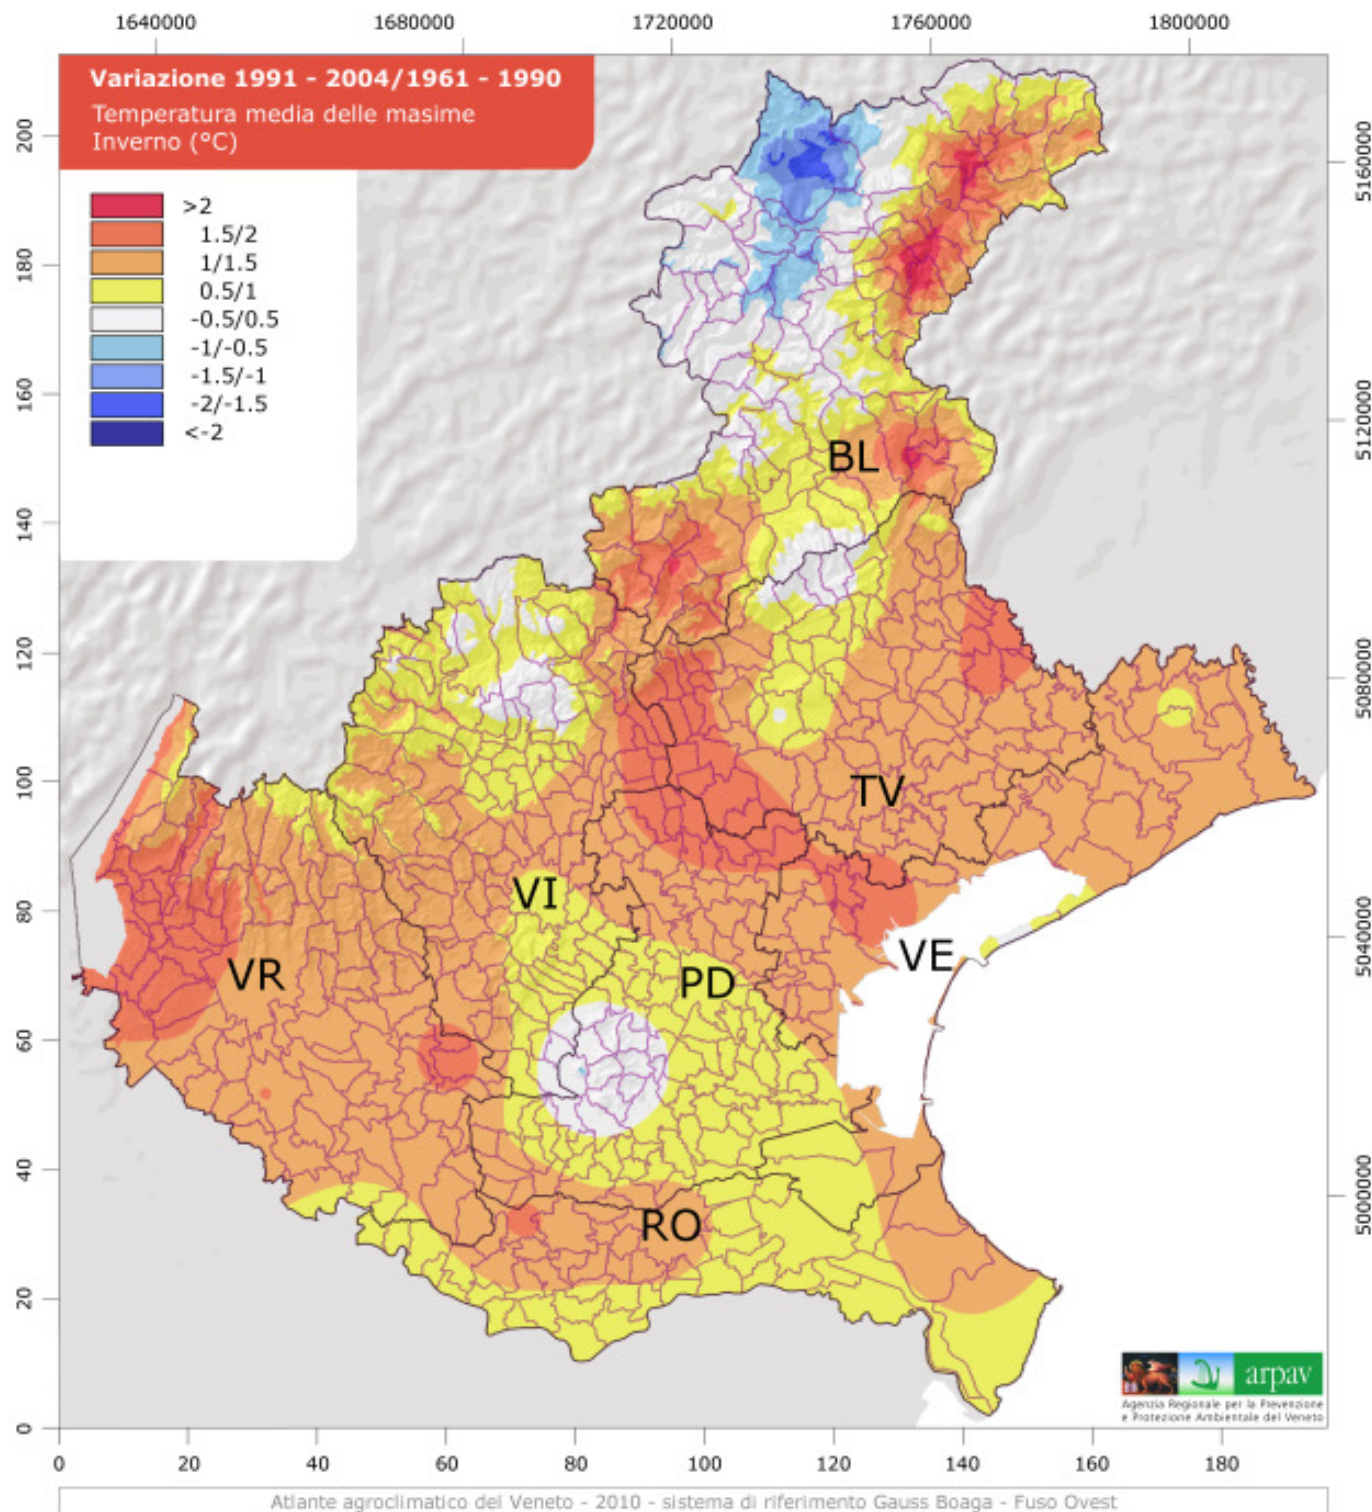 1640000 1680000 1720000 1760000 1800000
Variazione 1991 - 2004/1961 - 1990
Temperatura media delle masime
Inverno (°C)
>2
1.5/2
1/1.5
0.5/1
-0.5/0.5
-1/-0.5
-1.5/-1
-2/-1.5
<-2
200
180
160
140
120
100
80
60
40
20
0
5160000
5120000
5080000
5040000
5000000
BL
TV
VI
VE
VR
PD
RO
arpav
Agenzia Regionale per la Prevenzione
e Protezione Ambientale del Veneto
0 20 40 60 80 100 120 140 160 180
Atlante agroclimatico del Veneto - 2010 - sistema di riferimento Gauss Boaga - Fuso Ovest